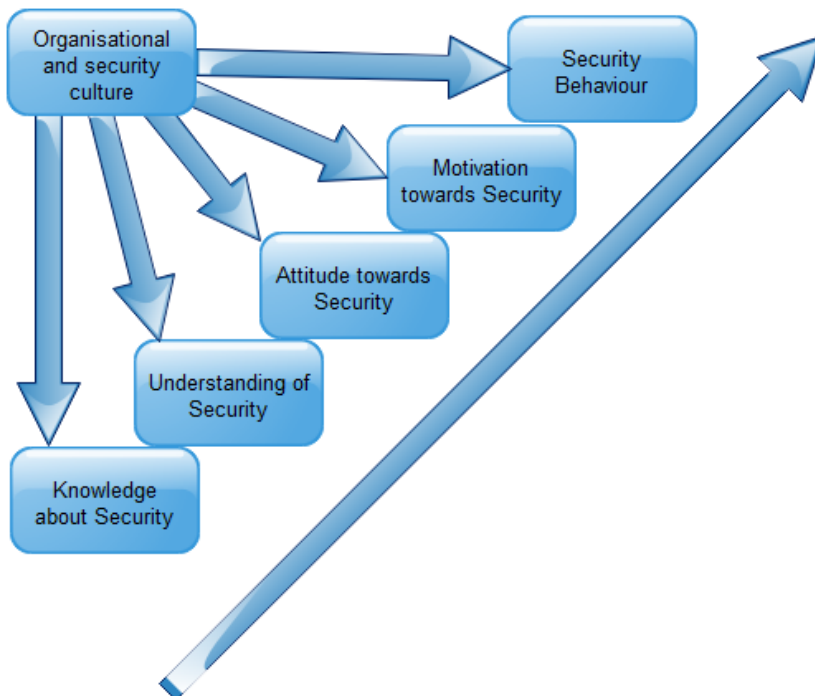 Organisational
and security
culture
Security
Behaviour
Motivation
towards Security
Attitude towards
Security
Understanding of
Security
Knowledge
about Security